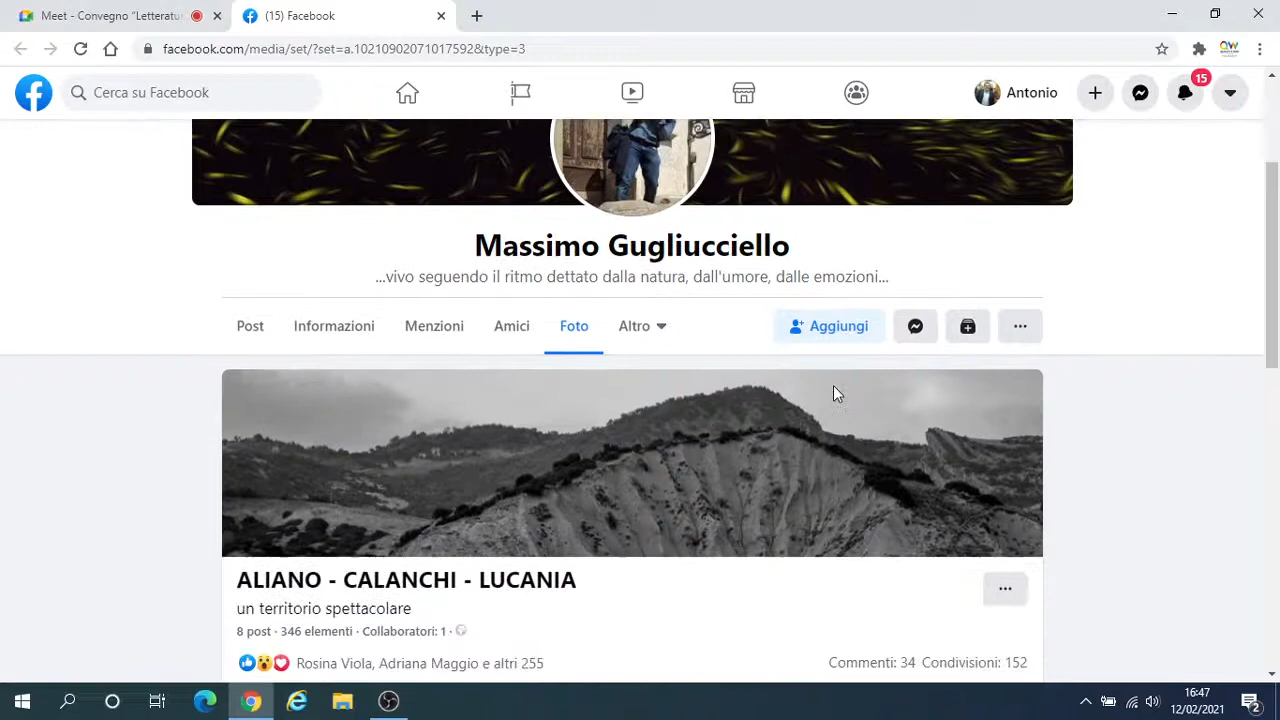 Meet - Convegno "Letteratu
(15) Facebook
facebook.com/media/set/?set=a.10210902071017592&type=3
Cerca su Facebook
Antonio
15
Massimo Gugliucciello
...vivo seguendo il ritmo dettato dalla natura, dall'umore, dalle emozioni...
Post Informazioni Menzioni Amici Foto Altro Aggiungi
ALIANO - CALANCHI - LUCANIA
un territorio spettacolare
8 post · 346 elementi · Collaboratori: 1 ·
Rosina Viola, Adriana Maggio e altri 255 Commenti: 34 Condivisioni: 152
16:47
12/02/2021
2